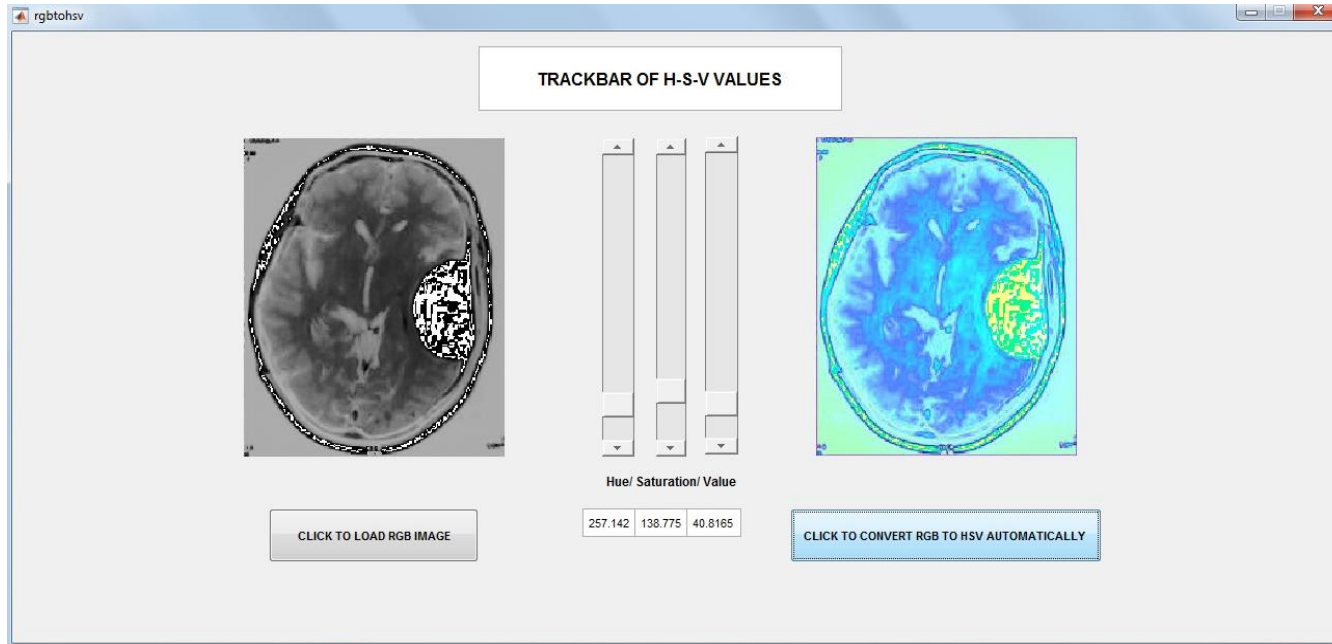 rgbtohsv
TRACKBAR OF H-S-V VALUES
Hue/ Saturation/ Value
257.142 138.775 40.8165
CLICK TO LOAD RGB IMAGE
CLICK TO CONVERT RGB TO HSV AUTOMATICALLY